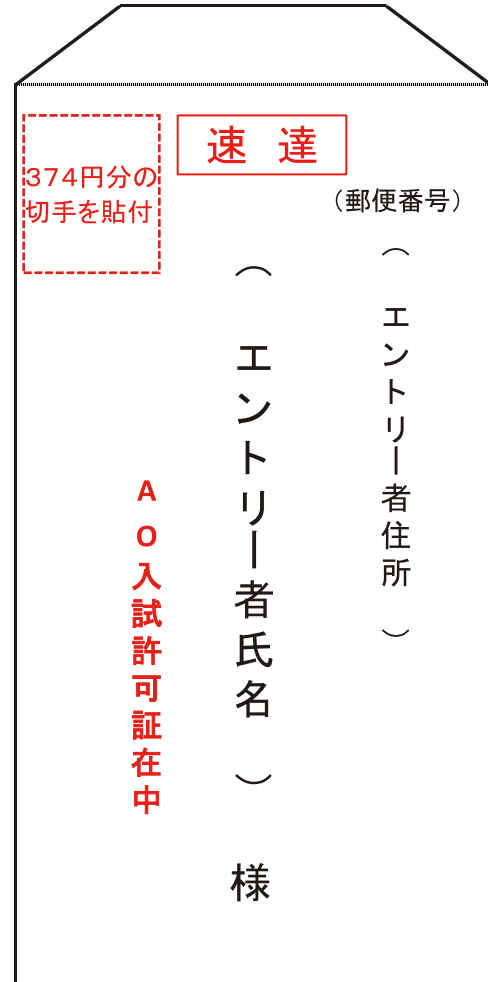 速 達
374円分の
切手を貼付
（郵便番号）
（ エントリー者住所 ）
（ エントリー者氏名 ） 様
AO入試許可証在中